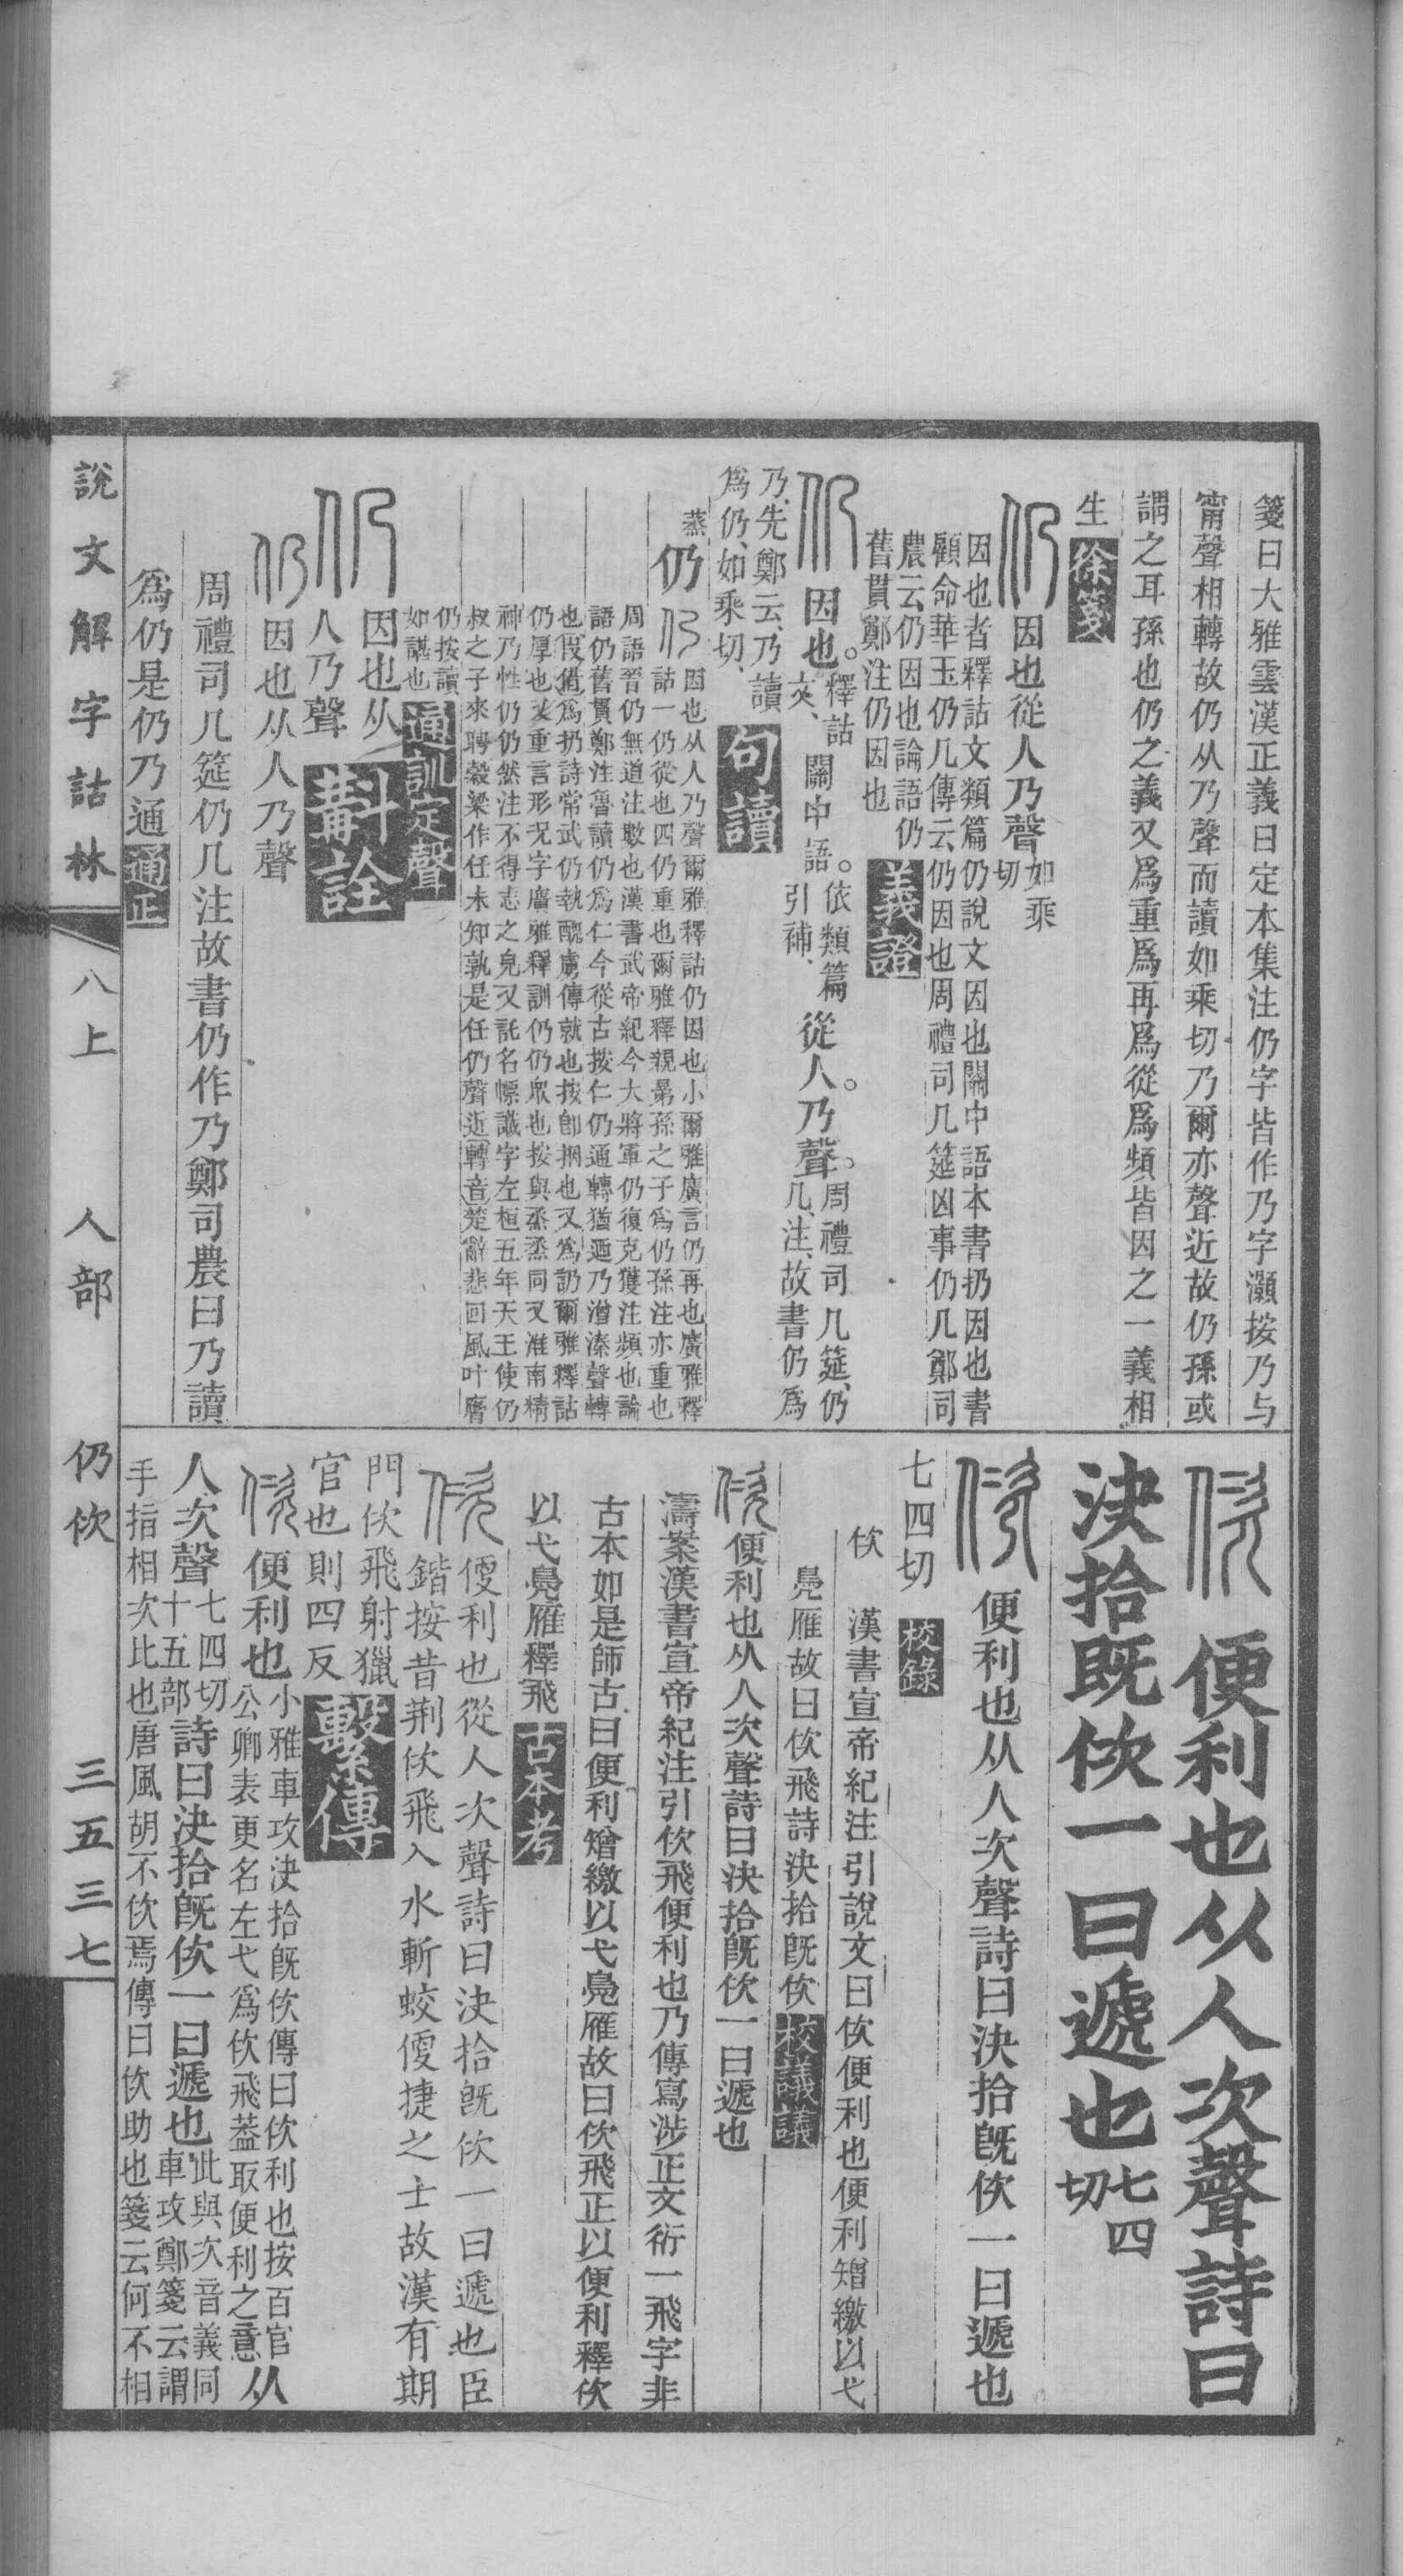 箋曰大雅雲漢正義曰定本集注仍字皆作乃字灝按乃与
甯聲相轉故仍从乃聲而讀如乘切乃爾亦聲近故仍孫或
謂之耳孫也仍之義又爲重爲再爲從爲頻皆因之一義相
生徐箋
因也從人乃聲如乘切
因也者釋詁文類篇仍說文因也關中語本書扔因也書
顧命華玉仍几傳云仍因也周禮司几筵凶事仍几鄭司
農云仍因也論語仍
舊貫鄭注仍因也
義證
因也。釋詁文、關中語。依類篇引補、從人。乃聲。周禮司几筵、仍几、注、故書仍爲
乃、先鄭云、乃讀
爲仍、如乘切、
句讀
蒸
仍
因也从人乃聲爾雅釋詁仍因也小爾雅廣言仍再也廣雅釋
詁一仍從也四仍重也爾雅釋親晜孫之子爲仍孫注亦重也
周語晉仍無道注數也漢書武帝紀今大將軍仍復克獲注頻也論
語仍舊貫鄭注魯讀仍爲仁今從古按仁仍通轉猶迺乃溍溱聲轉
也叚猶爲扔詩常武仍執醜虜傳就也按卽捆也又爲訒爾雅釋詁
仍厚也又重言形況字廣雅釋訓仍仍眾也按與烝烝同又淮南精
神乃性仍仍然注不得志之皃又託名幖識字左桓五年天王使仍
叔之子來聘穀梁作任未知孰是任仍聲近轉音楚辭悲回風叶膺
仍按讀
如諶也
通訓定聲
因也从
人乃聲
斠詮
因也从人乃聲
周禮司几筵仍几注故書仍作乃鄭司農曰乃讀
爲仍是仍乃通
通正
便利也从人次聲詩曰
決拾既佽一曰遞也七四切
便利也从人次聲詩曰決拾既佽一曰遞也
七四切
校錄
佽
漢書宣帝紀注引說文曰佽便利也便利矰繳以弋
鳧雁故曰佽飛詩決拾既佽
校議議
便利也从人次聲詩曰決拾既佽一曰遞也
濤案漢書宣帝紀注引佽飛便利也乃傳寫涉正文衍一飛字非
古本如是師古曰便利矰繳以弋鳧雁故曰佽飛正以便利釋佽
以弋鳧雁釋飛
古本考
便利也從人次聲詩曰決拾既佽一曰遞也臣
鍇按昔荆佽飛入水斬蛟便捷之士故漢有期
門佽飛射獵
官也則四反
繫傳
便利也
小雅車攻決拾既佽傳曰佽利也按百官
公卿表更名左弋爲佽飛葢取便利之意
从
人次聲七四切十五部詩曰決拾既佽一曰遞也此與次音義同車攻鄭箋云謂
手指相次比也唐風胡不佽焉傳曰佽助也箋云何不相
說文解字詁林
八上
人部
仍佽
三五三七